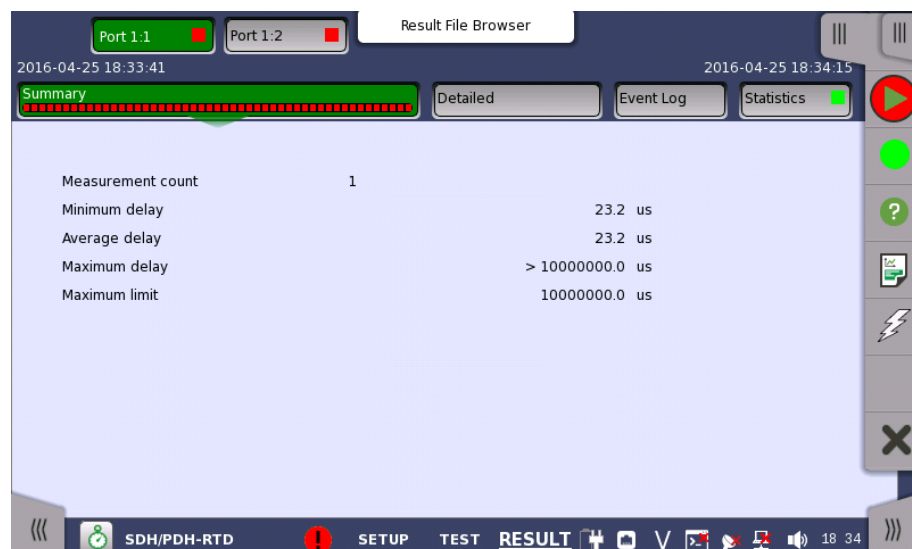 Port 1:1 Port 1:2 Result File Browser
2016-04-25 18:33:41 2016-04-25 18:34:15
Summary Detailed Event Log Statistics
Measurement count 1
Minimum delay 23.2 us
Average delay 23.2 us
Maximum delay > 10000000.0 us
Maximum limit 10000000.0 us
SDH/PDH-RTD SETUP TEST RESULT V 18 34